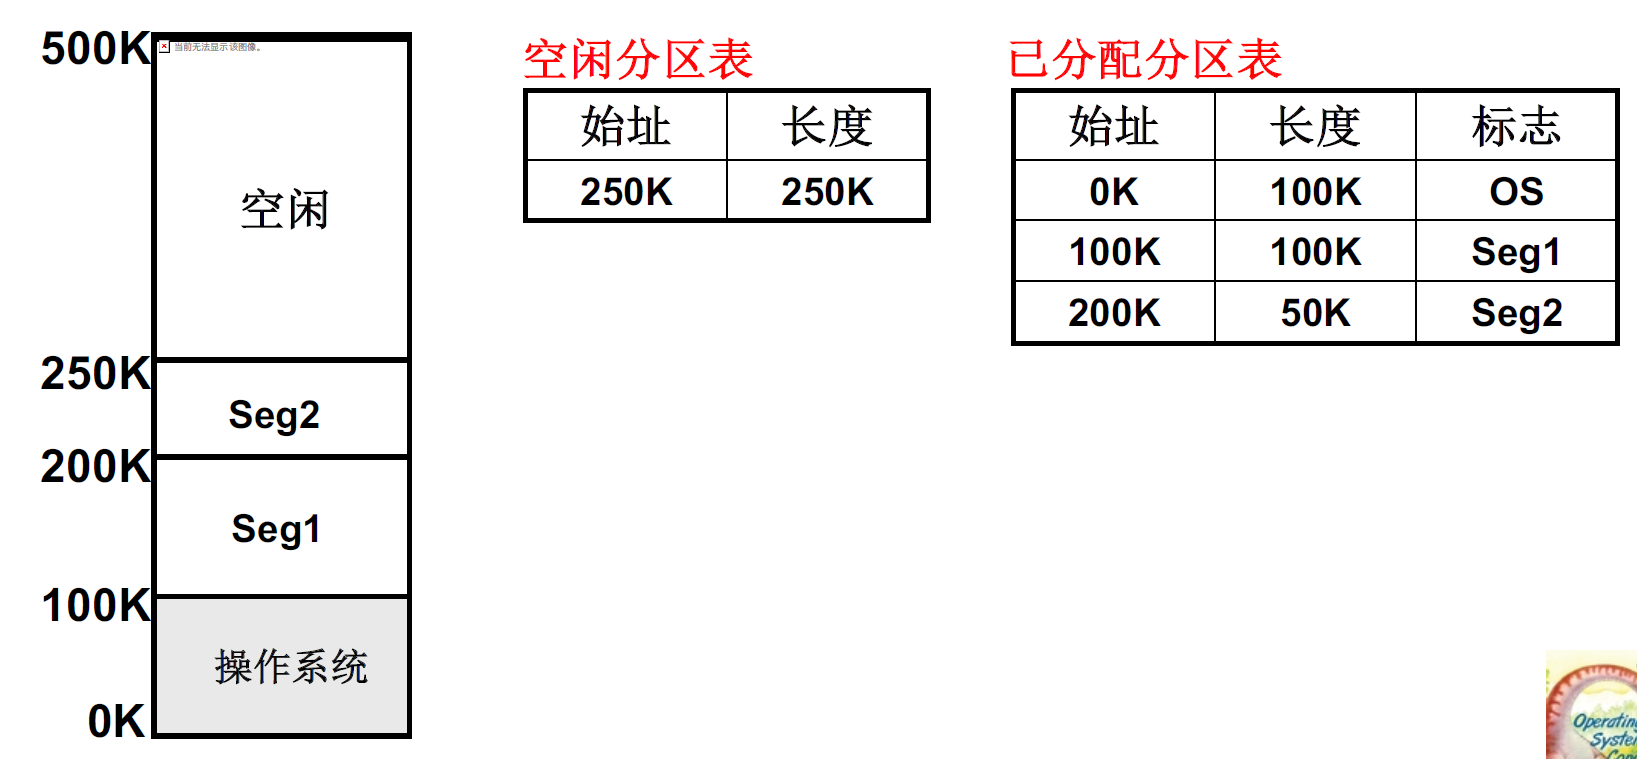 500K
当前无法显示该图像。
空闲
250K
Seg2
200K
Seg1
100K
操作系统
0K
空闲分区表
始址 长度
250K 250K
已分配分区表
始址 长度 标志
0K 100K OS
100K 100K Seg1
200K 50K Seg2
Operatin
System
Con